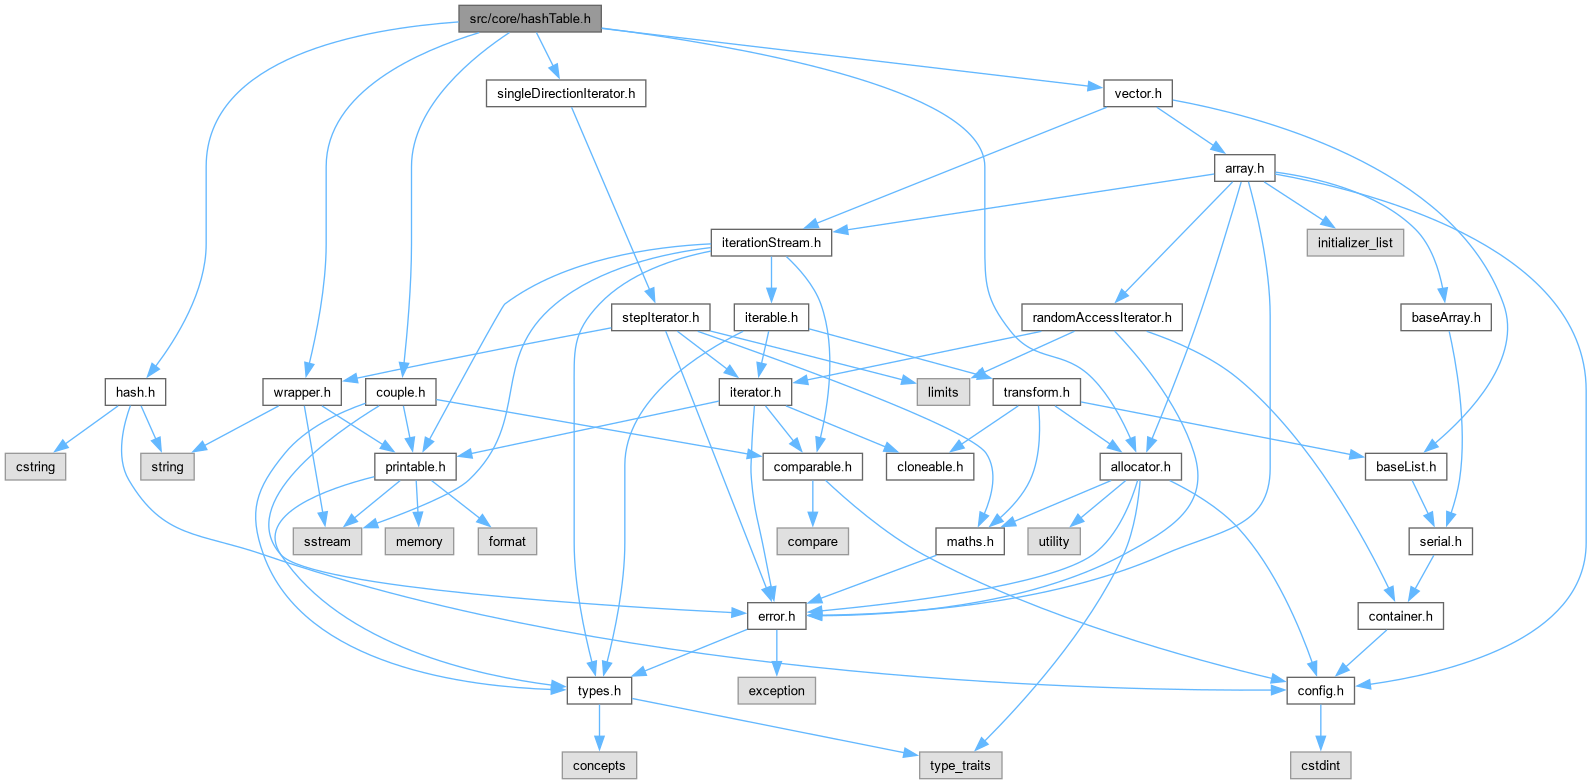 src/core/hashTable.h
singleDirectionIterator.h
vector.h
array.h
iterationStream.h
initializer_list
stepIterator.h
iterable.h
randomAccessIterator.h
baseArray.h
hash.h
wrapper.h
couple.h
iterator.h
limits
transform.h
cstring
string
printable.h
comparable.h
cloneable.h
allocator.h
baseList.h
sstream
memory
format
compare
maths.h
utility
serial.h
error.h
container.h
types.h
exception
config.h
concepts
type_traits
cstdint